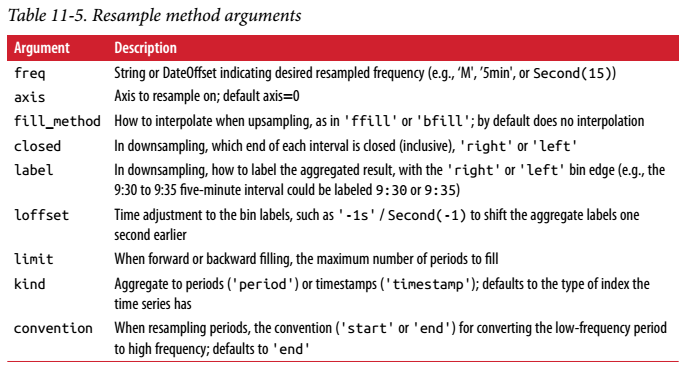 Table 11-5. Resample method arguments
Argument Description
freq String or DateOffset indicating desired resampled frequency (e.g., ‘M’, ’5min’, or Second(15))
axis Axis to resample on; default axis=0
fill_method How to interpolate when upsampling, as in 'ffill' or 'bfill'; by default does no interpolation
closed In downsampling, which end of each interval is closed (inclusive), 'right' or 'left'
label In downsampling, how to label the aggregated result, with the 'right' or 'left' bin edge (e.g., the
9:30 to 9:35 five-minute interval could be labeled 9:30 or 9:35)
loffset Time adjustment to the bin labels, such as '-1s' / Second(-1) to shift the aggregate labels one
second earlier
limit When forward or backward filling, the maximum number of periods to fill
kind Aggregate to periods ('period') or timestamps ('timestamp'); defaults to the type of index the
time series has
convention When resampling periods, the convention ('start' or 'end') for converting the low-frequency period
to high frequency; defaults to 'end'